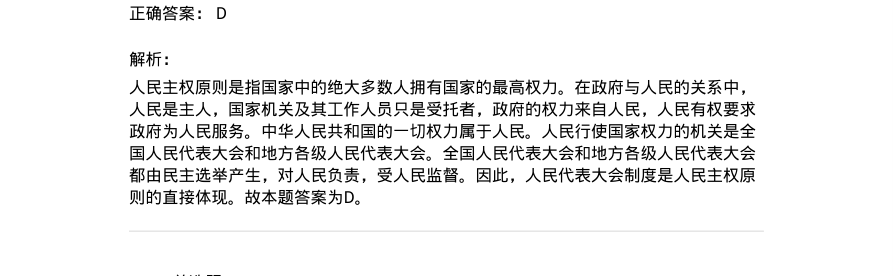 正确答案： D
解析：
人民主权原则是指国家中的绝大多数人拥有国家的最高权力。在政府与人民的关系中，
人民是主人，国家机关及其工作人员只是受托者，政府的权力来自人民，人民有权要求
政府为人民服务。中华人民共和国的一切权力属于人民。人民行使国家权力的机关是全
国人民代表大会和地方各级人民代表大会。全国人民代表大会和地方各级人民代表大会
都由民主选举产生，对人民负责，受人民监督。因此，人民代表大会制度是人民主权原
则的直接体现。故本题答案为D。